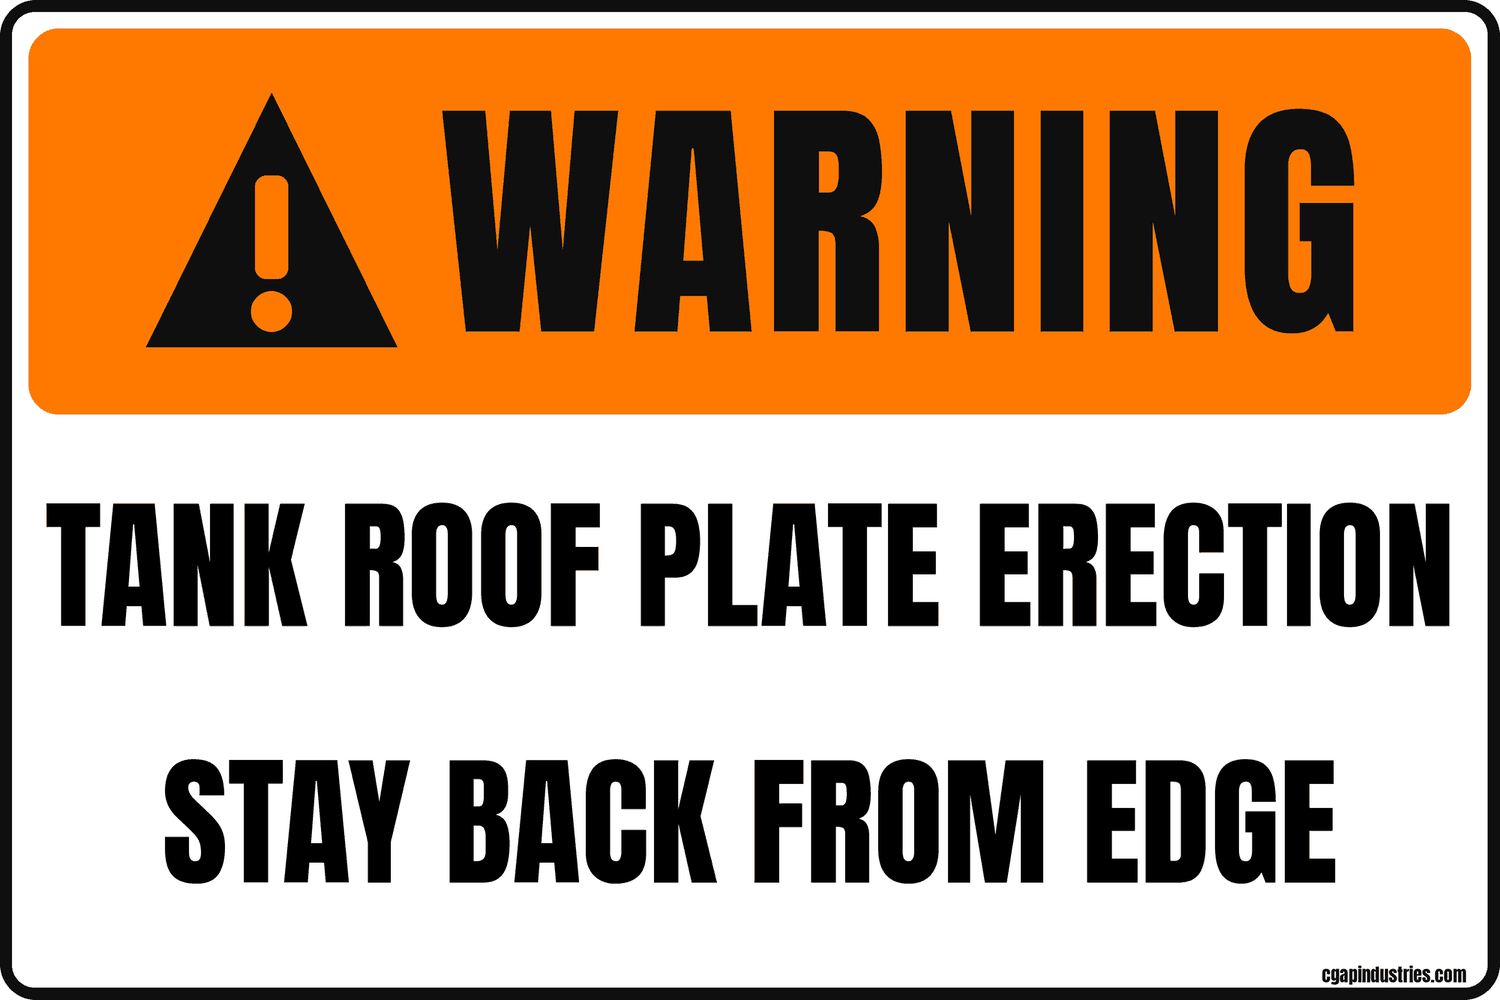 WARNING
TANK ROOF PLATE ERECTION
STAY BACK FROM EDGE
cgapindustries.com